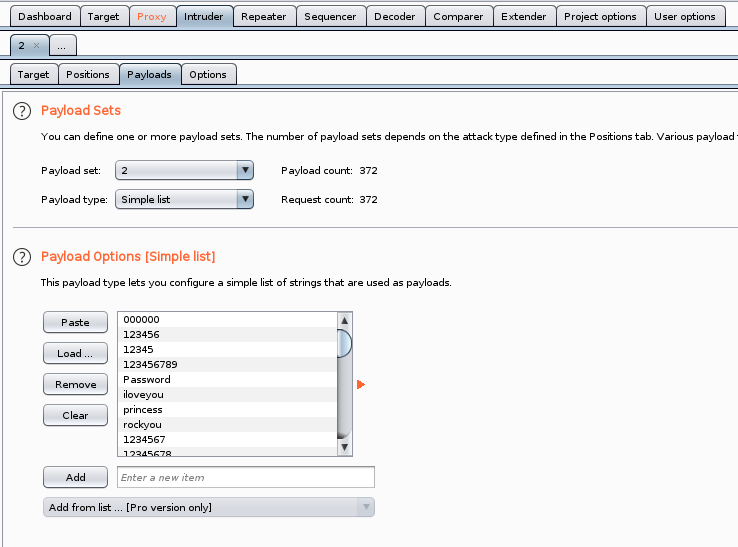 Dashboard Target Proxy Intruder Repeater Sequencer Decoder Comparer Extender Project options User options
2 × ...
Target Positions Payloads Options
? Payload Sets
You can define one or more payload sets. The number of payload sets depends on the attack type defined in the Positions tab. Various payload
Payload set: 2 Payload count: 372
Payload type: Simple list Request count: 372
? Payload Options [Simple list]
This payload type lets you configure a simple list of strings that are used as payloads.
Paste
Load ...
Remove
Clear
000000
123456
12345
123456789
Password
iloveyou
princess
rockyou
1234567
12345678
Add Enter a new item
Add from list ... [Pro version only]